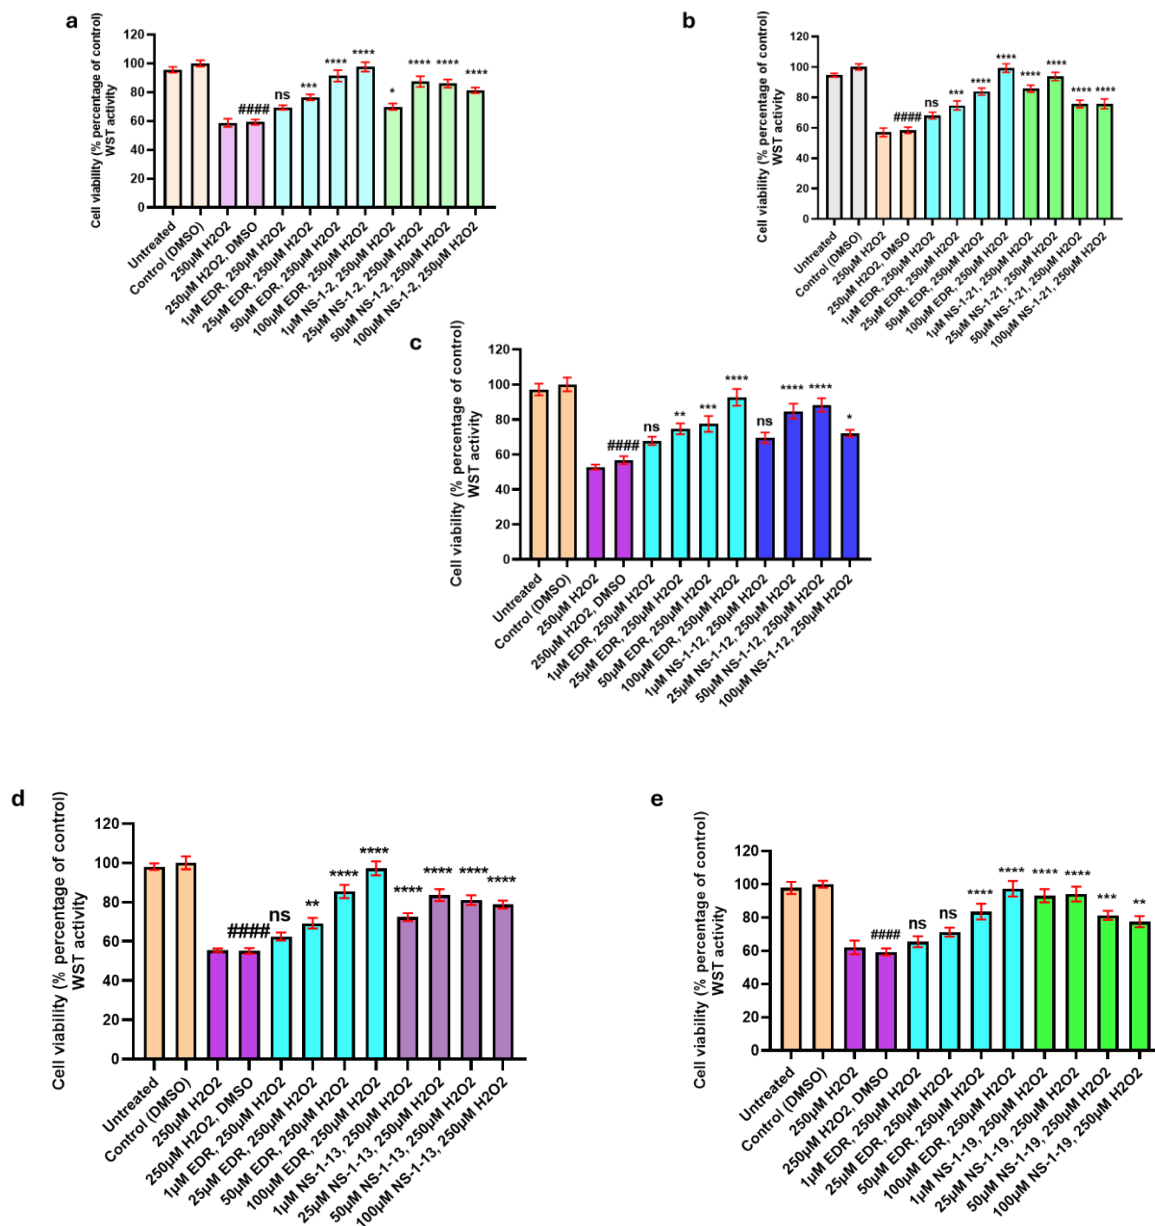 a
Cell viability (% percentage of control)
WST activity
120
100
80
60
40
20
0
####
ns
***
****
****
*
****
****
****
Untreated
Control (DMSO)
250µM H2O2
250µM H2O2, DMSO
1µM EDR, 250µM H2O2
25µM EDR, 250µM H2O2
50µM EDR, 250µM H2O2
100µM EDR, 250µM H2O2
1µM NS-1-2, 250µM H2O2
25µM NS-1-2, 250µM H2O2
50µM NS-1-2, 250µM H2O2
100µM NS-1-2, 250µM H2O2
b
Cell viability (% percentage of control)
WST activity
120
100
80
60
40
20
0
####
ns
***
****
****
****
****
****
****
Untreated
Control (DMSO)
250µM H2O2
250µM H2O2, DMSO
1µM EDR, 250µM H2O2
25µM EDR, 250µM H2O2
50µM EDR, 250µM H2O2
100µM EDR, 250µM H2O2
1µM NS-1-21, 250µM H2O2
25µM NS-1-21, 250µM H2O2
50µM NS-1-21, 250µM H2O2
100µM NS-1-21, 250µM H2O2
c
Cell viability (% percentage of control)
WST activity
120
100
80
60
40
20
0
####
ns
**
***
****
ns
****
****
*
Untreated
Control (DMSO)
250µM H2O2
250µM H2O2, DMSO
1µM EDR, 250µM H2O2
25µM EDR, 250µM H2O2
50µM EDR, 250µM H2O2
100µM EDR, 250µM H2O2
1µM NS-1-12, 250µM H2O2
25µM NS-1-12, 250µM H2O2
50µM NS-1-12, 250µM H2O2
100µM NS-1-12, 250µM H2O2
d
Cell viability (% percentage of control)
WST activity
120
100
80
60
40
20
0
####
ns
**
****
****
****
****
****
****
Untreated
Control (DMSO)
250µM H2O2
250µM H2O2, DMSO
1µM EDR, 250µM H2O2
25µM EDR, 250µM H2O2
50µM EDR, 250µM H2O2
100µM EDR, 250µM H2O2
1µM NS-1-13, 250µM H2O2
25µM NS-1-13, 250µM H2O2
50µM NS-1-13, 250µM H2O2
100µM NS-1-13, 250µM H2O2
e
Cell viability (% percentage of control)
WST activity
120
100
80
60
40
20
0
####
ns
ns
****
****
****
****
***
**
Untreated
Control (DMSO)
250µM H2O2
250µM H2O2, DMSO
1µM EDR, 250µM H2O2
25µM EDR, 250µM H2O2
50µM EDR, 250µM H2O2
100µM EDR, 250µM H2O2
1µM NS-1-19, 250µM H2O2
25µM NS-1-19, 250µM H2O2
50µM NS-1-19, 250µM H2O2
100µM NS-1-19, 250µM H2O2